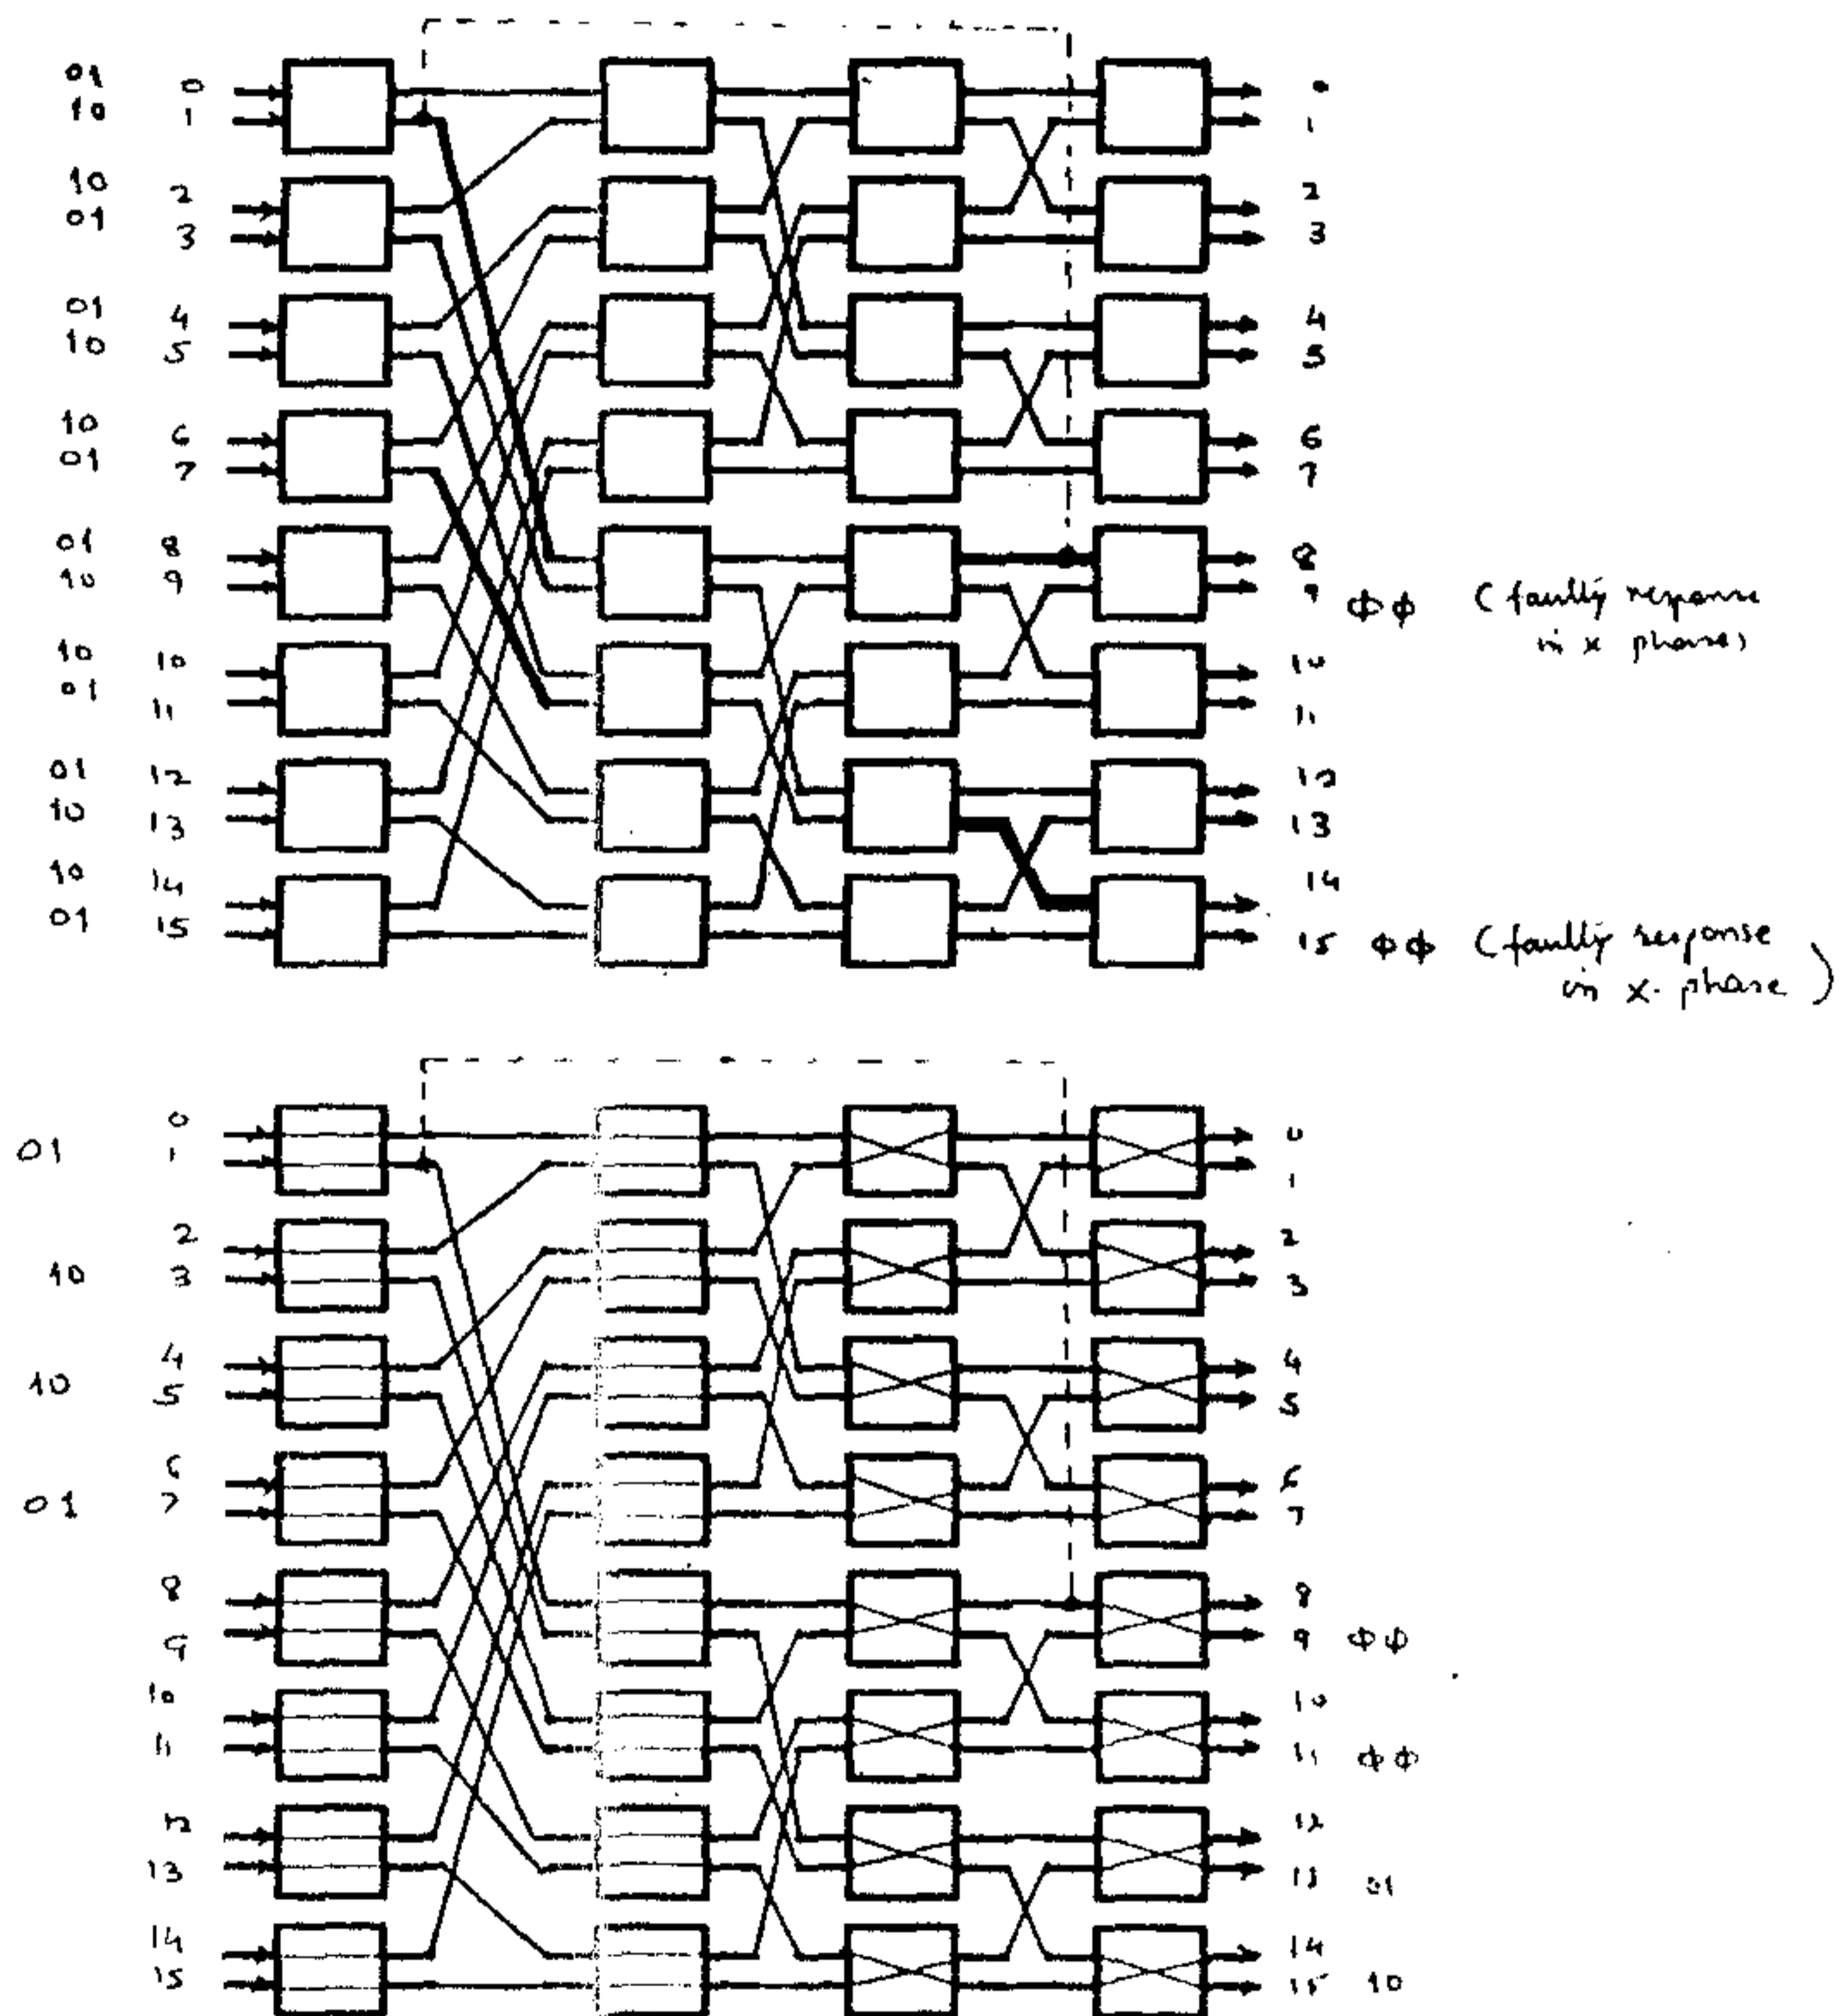 01 0 0
10 1 1
10 2 2
01 3 3
01 4 4
10 5 5
10 6 6
01 7 7
01 8 8
10 9 9 ΦΦ (faulty response
in x phase)
10 10 10
01 11 11
01 12 12
10 13 13
10 14 14
01 15 15 ΦΦ (faulty response
in x-phase)
0 0
01
1 1
2 2
10 3 3
4 4
10
5 5
6 6
01 7 7
8 8
9 9 ΦΦ
10 10
11 11 ΦΦ
12 12
13 13 01
14 14
15 15 10